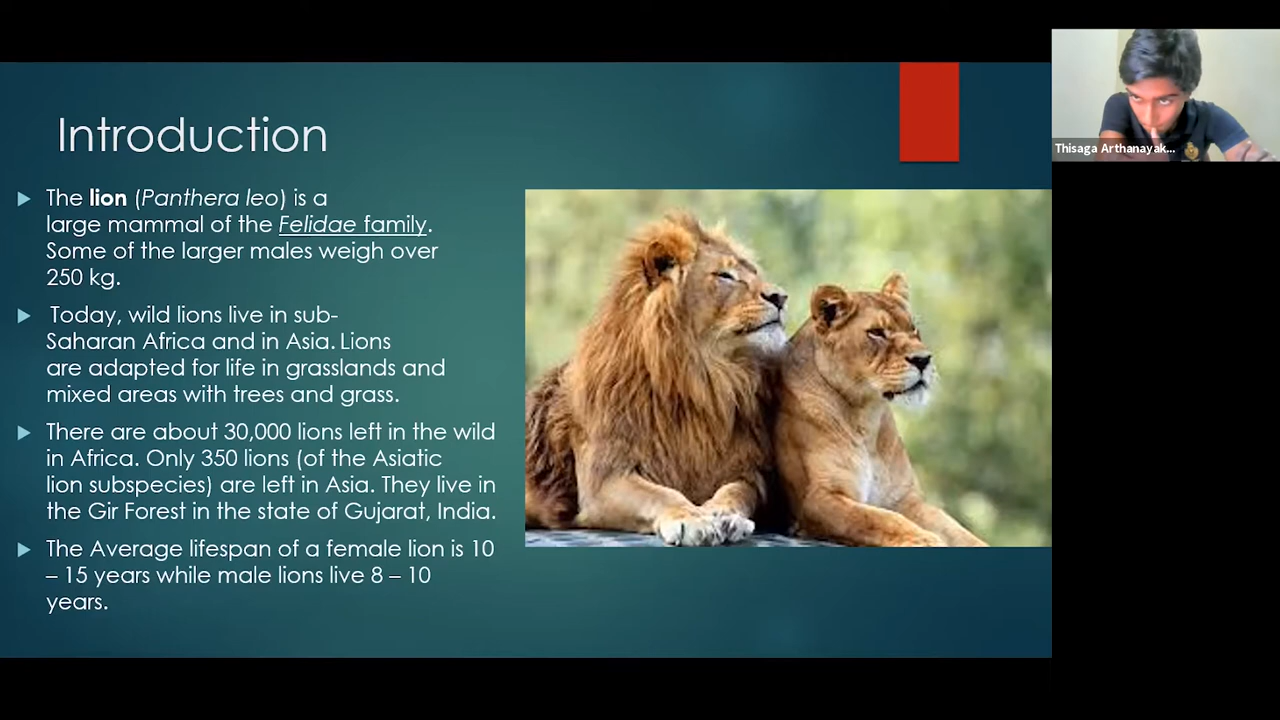 Introduction
The lion (Panthera leo) is a
large mammal of the Felidae family.
Some of the larger males weigh over
250 kg.
Today, wild lions live in sub-
Saharan Africa and in Asia. Lions
are adapted for life in grasslands and
mixed areas with trees and grass.
There are about 30,000 lions left in the wild
in Africa. Only 350 lions (of the Asiatic
lion subspecies) are left in Asia. They live in
the Gir Forest in the state of Gujarat, India.
The Average lifespan of a female lion is 10
– 15 years while male lions live 8 – 10
years.
Thisaga Arthanayak...